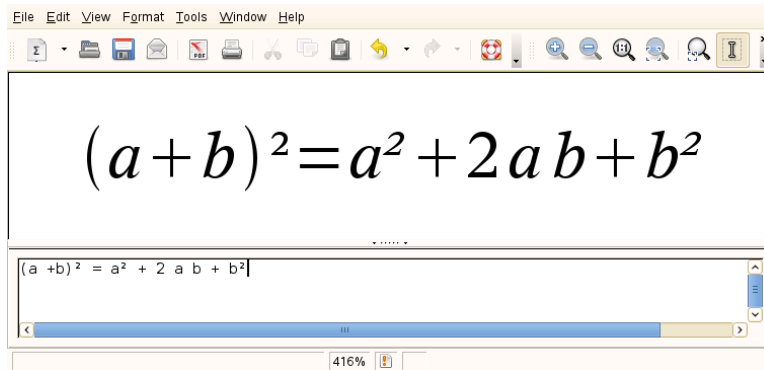 File Edit View Format Tools Window Help
(a+b)²=a²+2ab+b²
(a +b)² = a² + 2 a b + b²
416%